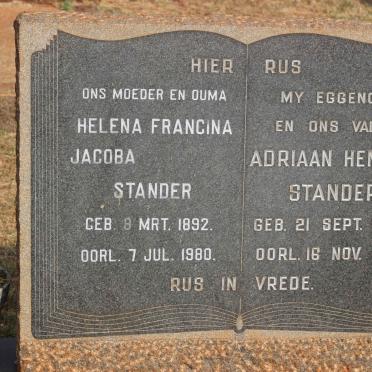 HIER RUS
ONS MOEDER EN OUMA
HELENA FRANCINA
JACOBA
STANDER
GEB. 8 MRT. 1892.
OORL. 7 JUL. 1980.
MY EGGENO
EN ONS VA
ADRIAAN HEN
STANDER
GEB. 21 SEPT.
OORL. 16 NOV.
RUS IN VREDE.